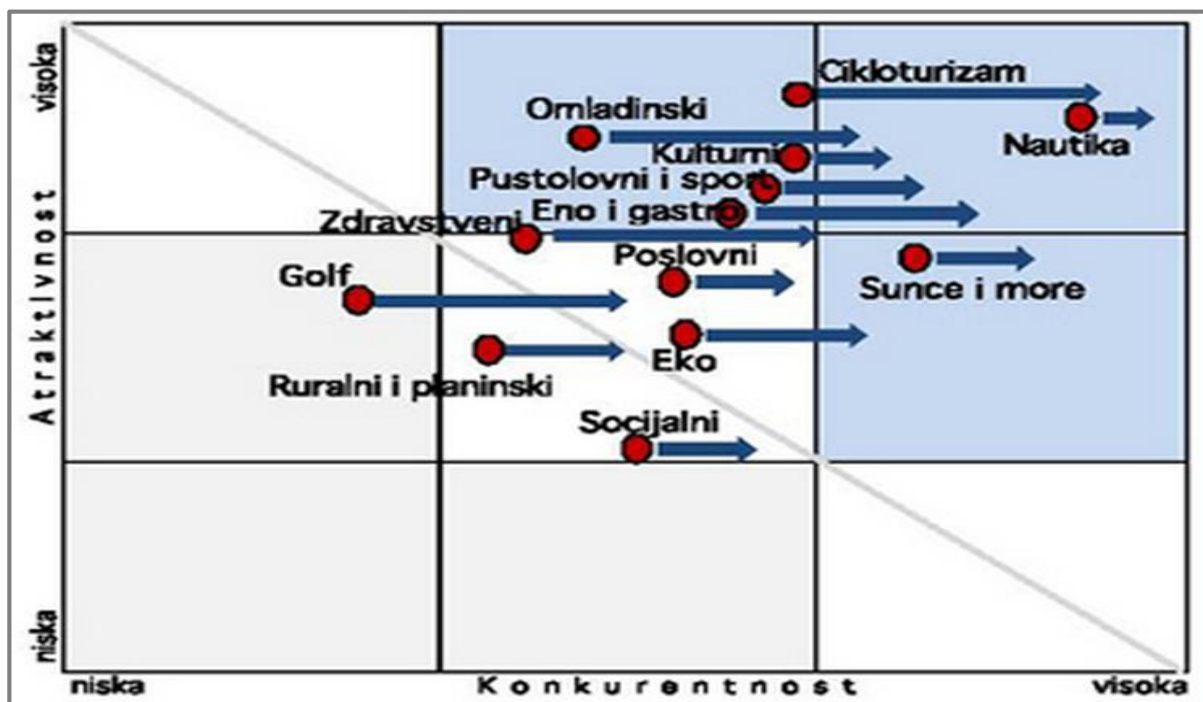 visoka
Cikloturizam
Omladinski
Nautika
Kulturni
Pustolovni i sport
Eno i gastro
Zdravstveni
Poslovni
Golf
Sunce i more
Eko
Ruralni i planinski
Socijalni
Atraktivnost
niska
niska
Konkurentnost
visoka